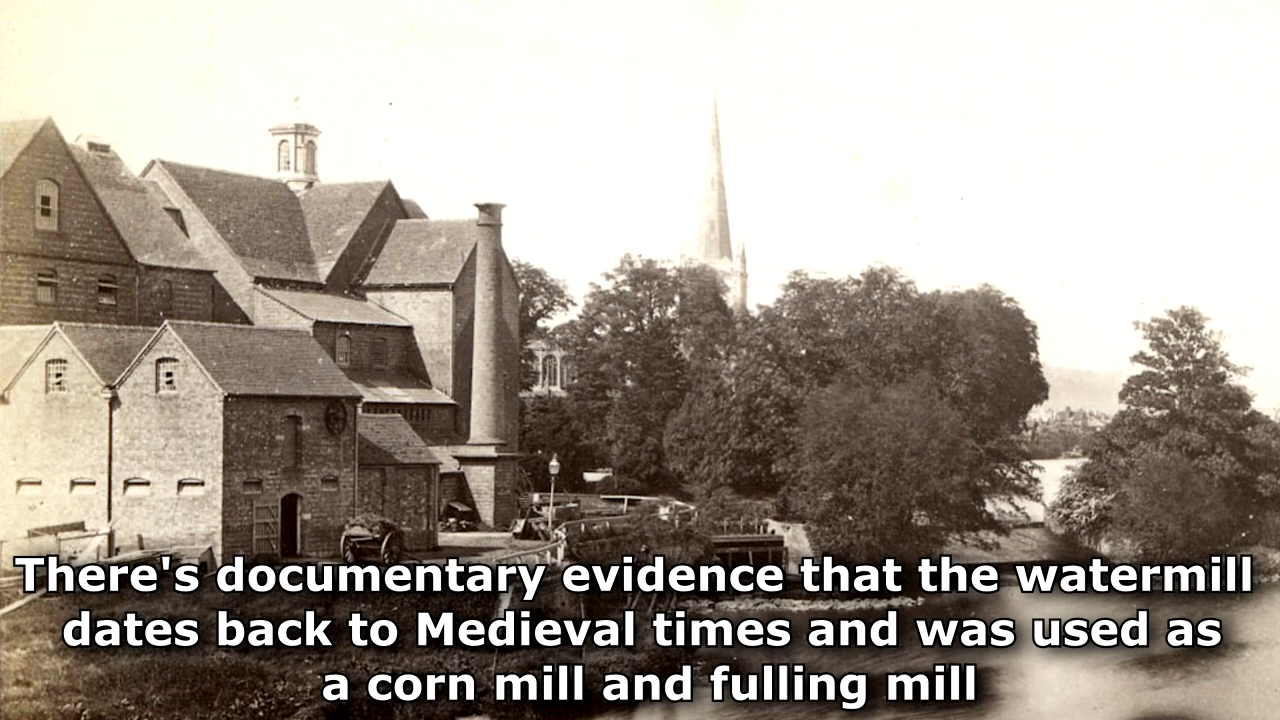 There's documentary evidence that the watermill
dates back to Medieval times and was used as
a corn mill and fulling mill